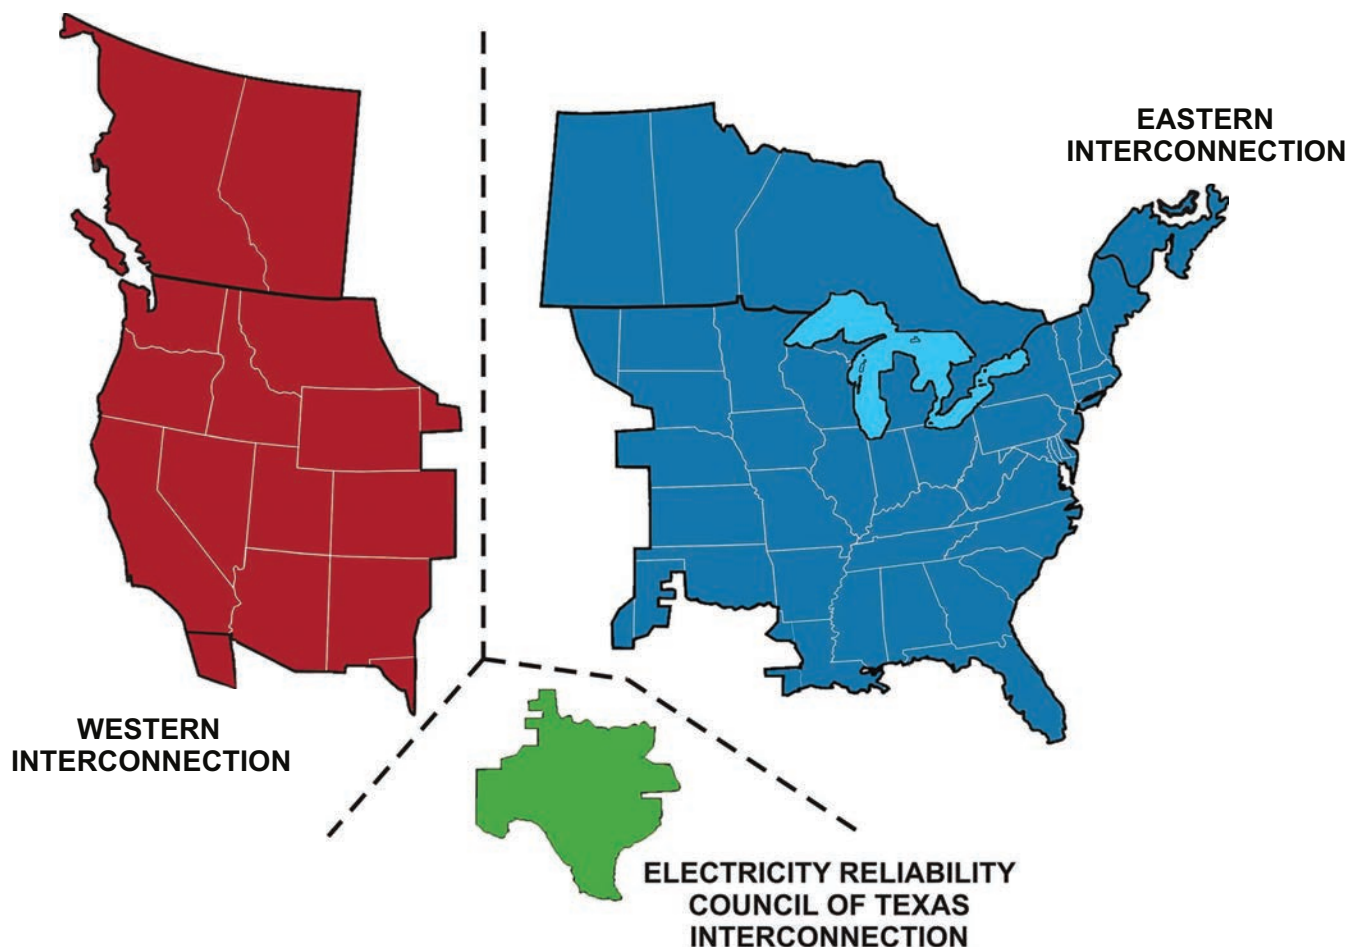 EASTERN
INTERCONNECTION
WESTERN
INTERCONNECTION
ELECTRICITY RELIABILITY
COUNCIL OF TEXAS
INTERCONNECTION